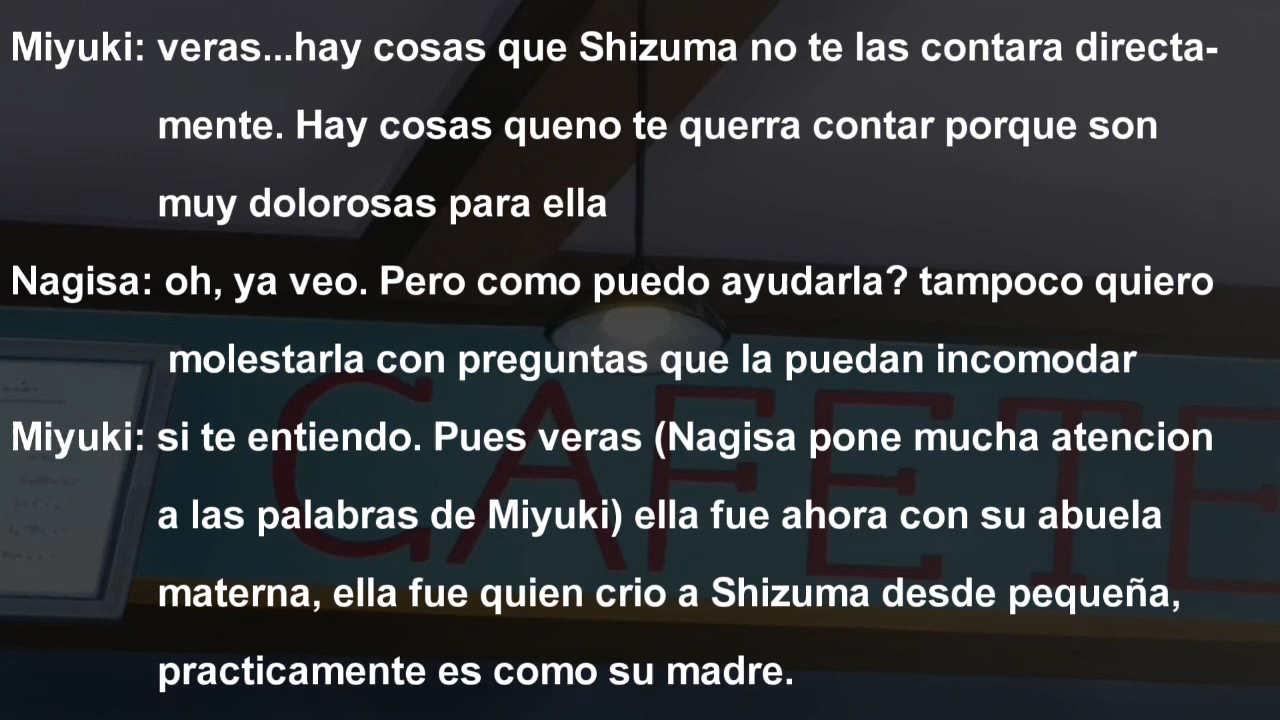 Miyuki: veras...hay cosas que Shizuma no te las contara directa-
mente. Hay cosas queno te querra contar porque son
muy dolorosas para ella
Nagisa: oh, ya veo. Pero como puedo ayudarla? tampoco quiero
molestarla con preguntas que la puedan incomodar
Miyuki: si te entiendo. Pues veras (Nagisa pone mucha atencion
a las palabras de Miyuki) ella fue ahora con su abuela
materna, ella fue quien crio a Shizuma desde pequeña,
practicamente es como su madre.
CAFETE